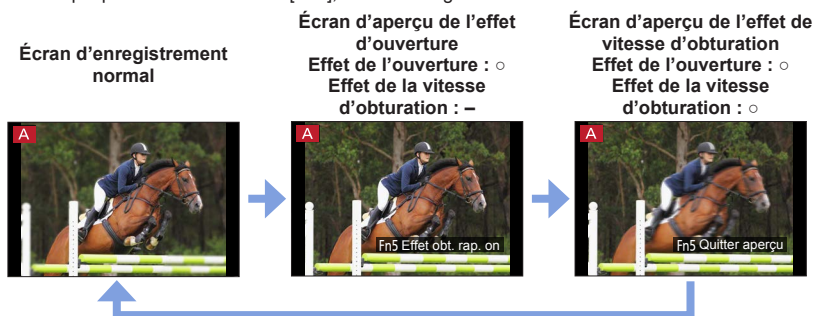 Écran d’enregistrement
normal
Écran d’aperçu de l’effet
d’ouverture
Effet de l’ouverture : ○
Effet de la vitesse
d’obturation : –
Écran d’aperçu de l’effet de
vitesse d’obturation
Effet de l’ouverture : ○
Effet de la vitesse
d’obturation : ○
A
A
Fn5 Effet obt. rap. on
A
Fn5 Quitter aperçu